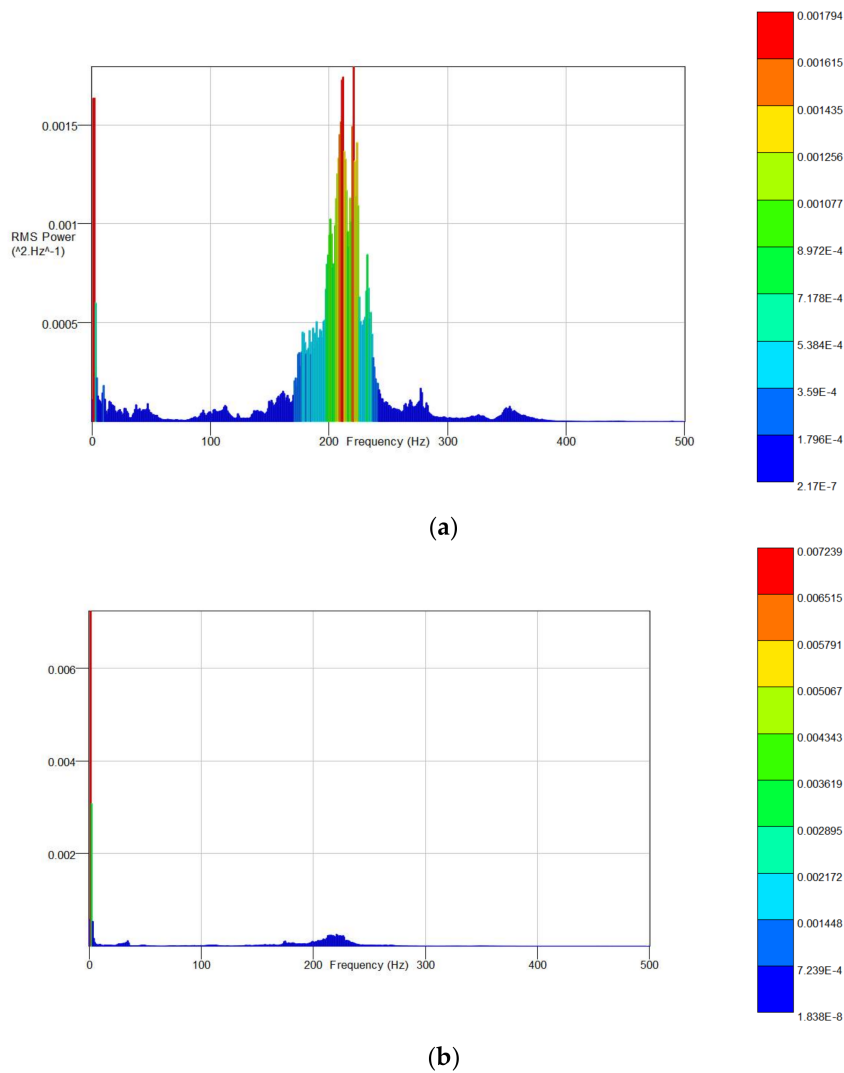 0.001794
0.001615
0.0015
0.001435
0.001256
0.001
0.001077
RMS Power
(^2.Hz^-1)
8.972E-4
7.178E-4
0.0005
5.384E-4
3.59E-4
1.796E-4
0 100 200 Frequency (Hz) 300 400 500
2.17E-7
(a)
0.007239
0.006515
0.006
0.005791
0.005067
0.004
0.004343
0.003619
0.002
0.002895
0.002172
0.001448
0 100 200 Frequency (Hz) 300 400 500
7.239E-4
1.838E-8
(b)